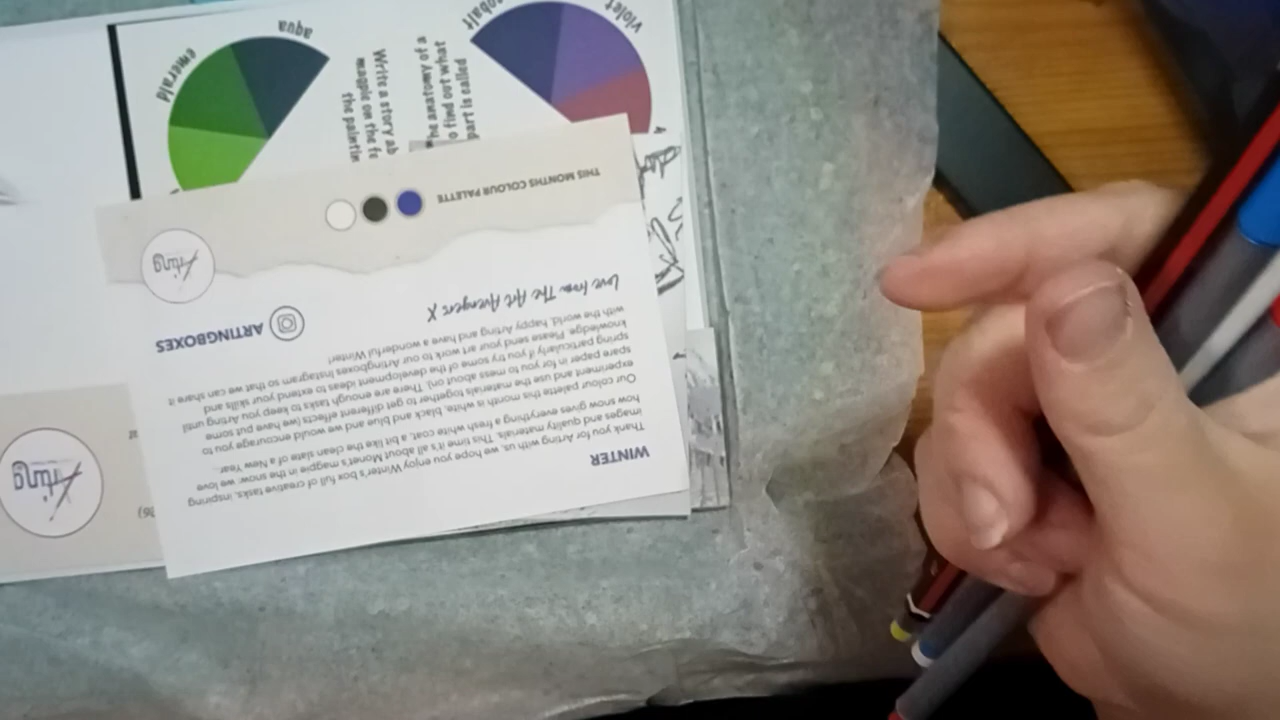 WINTER
Thank you for Arting with us, we hope you enjoy Winter's box full of creative tasks, inspiring
images and quality materials. This time it's all about Monet's magpie in the snow: we love
how snow gives everything a fresh white coat, a bit like the clean slate of a New Year...
Our colour palette this month is white, black and blue and we would encourage you to
experiment and use the materials together to get different effects (we have put some
spare paper in for you to mess about on). There are enough tasks to keep you Arting until
spring particularly if you try some of the development ideas to extend your skills and
knowledge. Please send your art work to our Artingboxes Instagram so that we can share it
with the world, happy Arting and have a wonderful Winter!
Love from The Art Avengers X
ARTINGBOXES
Arting
THIS MONTHS COLOUR PALETTE
Arting
86)
at
emerald
aqua
Write a story ab
magpie on the fe
the paintin
he anatomy of a
o find out what
part is called
cobalt
violet